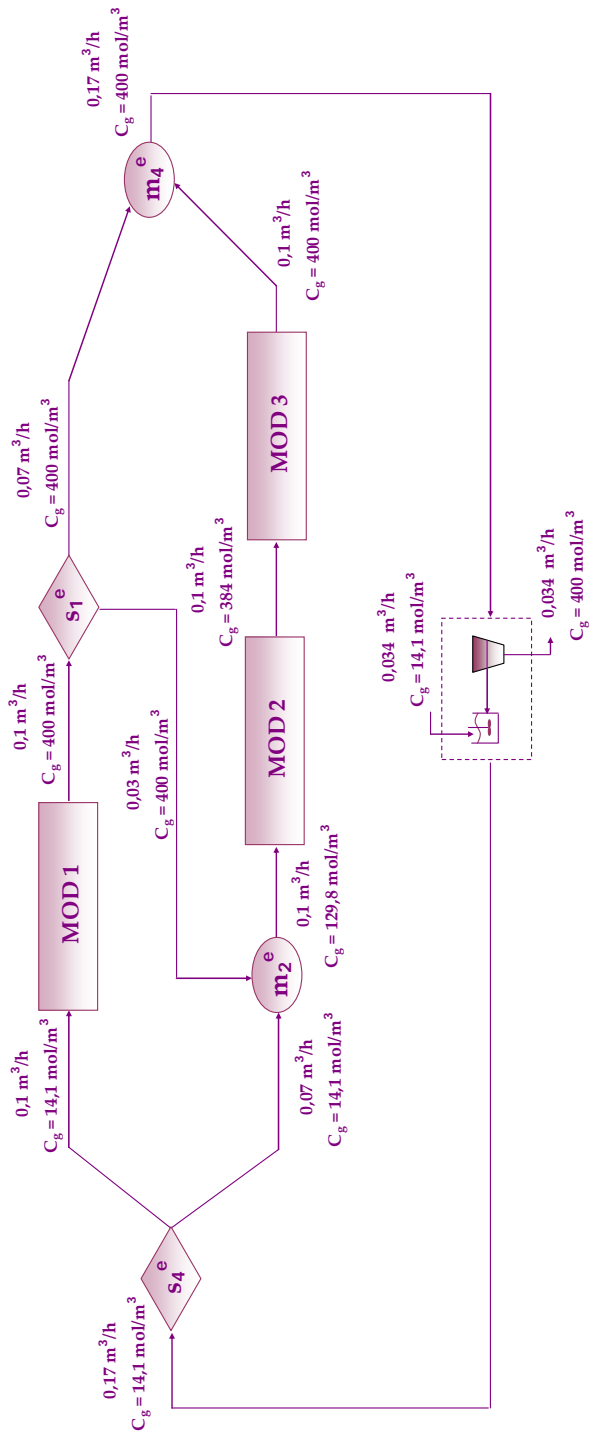 0,17 m³/h
C_g = 14,1 mol/m³
s₄ᵉ
0,1 m³/h
C_g = 14,1 mol/m³
MOD 1
0,1 m³/h
C_g = 400 mol/m³
s₁ᵉ
0,07 m³/h
C_g = 400 mol/m³
0,17 m³/h
C_g = 400 mol/m³
m₄ᵉ
0,03 m³/h
C_g = 400 mol/m³
0,07 m³/h
C_g = 14,1 mol/m³
m₂ᵉ
0,1 m³/h
C_g = 129,8 mol/m³
MOD 2
0,1 m³/h
C_g = 384 mol/m³
MOD 3
0,1 m³/h
C_g = 400 mol/m³
0,034 m³/h
C_g = 14,1 mol/m³
0,034 m³/h
C_g = 400 mol/m³